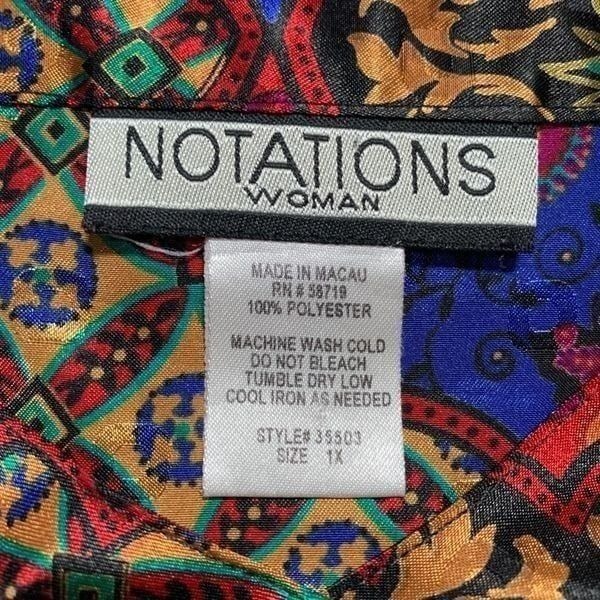 NOTATIONS
WOMAN
MADE IN MACAU
RN # 58719
100% POLYESTER
MACHINE WASH COLD
DO NOT BLEACH
TUMBLE DRY LOW
COOL IRON AS NEEDED
STYLE# 35503
SIZE 1X